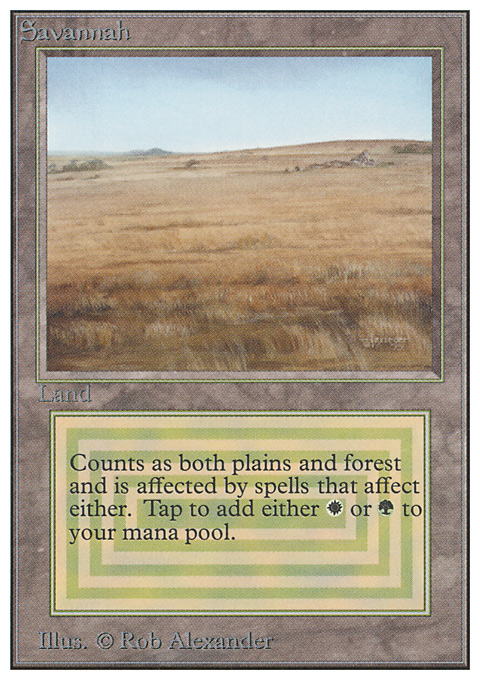 Savannah
Land
Counts as both plains and forest
and is affected by spells that affect
either. Tap to add either or to
your mana pool.
Illus. © Rob Alexander